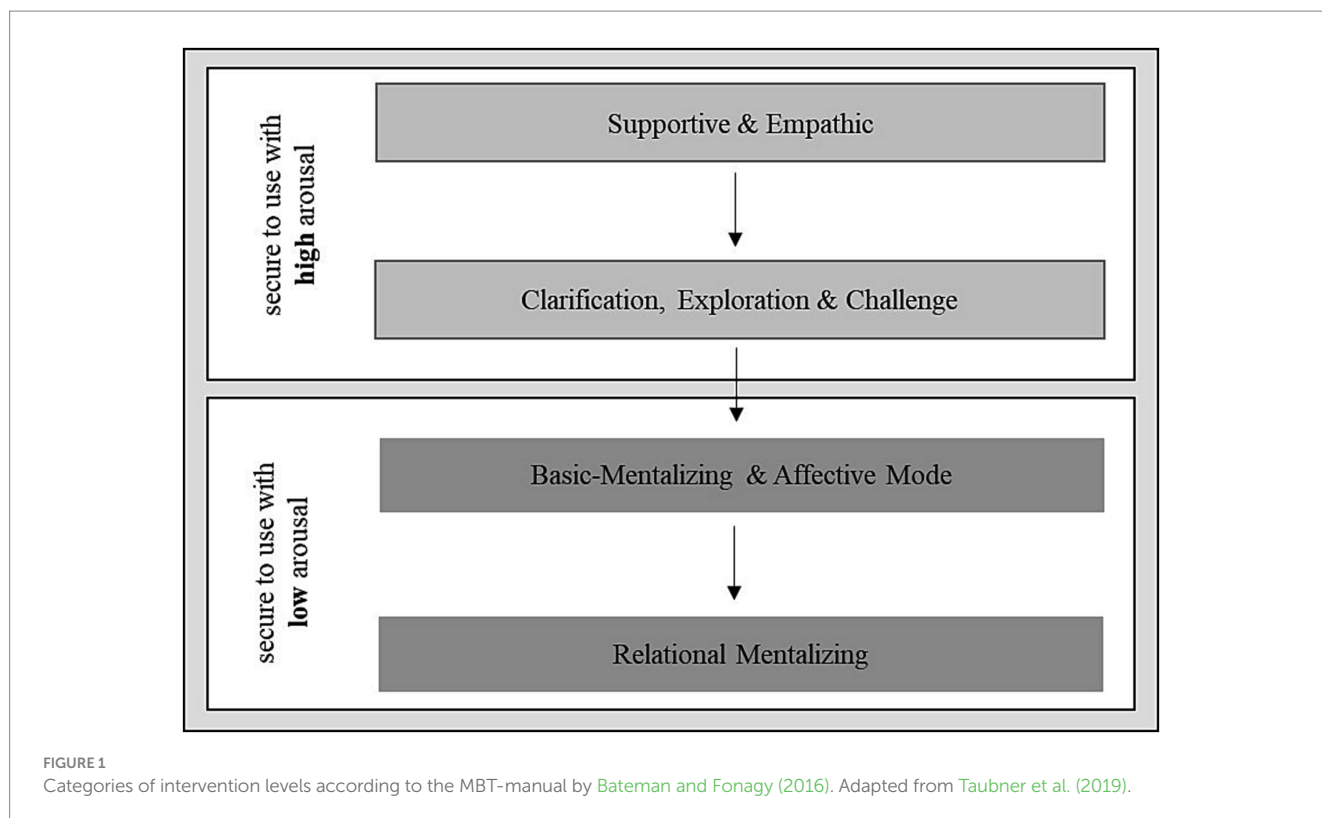 secure to use with
high arousal
Supportive & Empathic
Clarification, Exploration & Challenge
secure to use with
low arousal
Basic-Mentalizing & Affective Mode
Relational Mentalizing
FIGURE 1
Categories of intervention levels according to the MBT-manual by Bateman and Fonagy (2016). Adapted from Taubner et al. (2019).